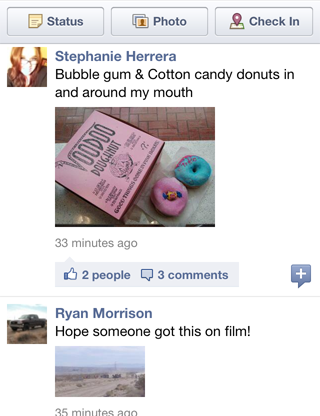 Status Photo Check In
Stephanie Herrera
Bubble gum & Cotton candy donuts in
and around my mouth
VOODOO
DOUGHNUT
33 minutes ago
2 people 3 comments
Ryan Morrison
Hope someone got this on film!
35 minutes ago